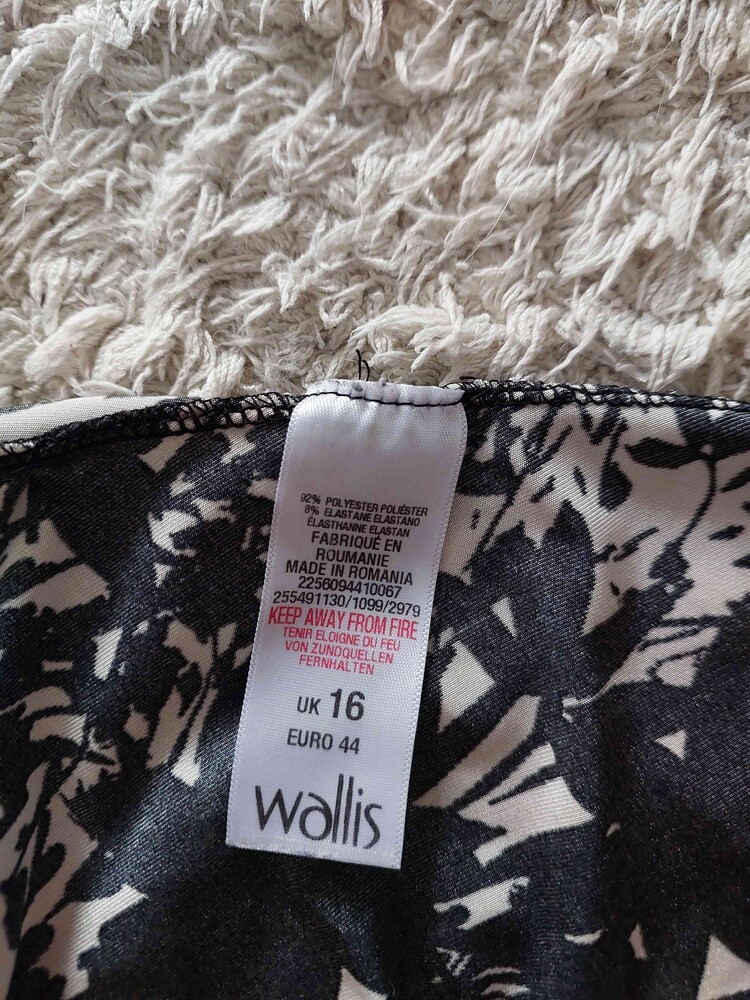 92% POLYESTER POLIÉSTER
8% ELASTANE ELASTANO
ÉLASTHANNE ELASTAN
FABRIQUÉ EN
ROUMANIE
MADE IN ROMANIA
2256094410067
255491130/1099/2979
KEEP AWAY FROM FIRE
TENIR ELOIGNE DU FEU
VON ZUNDQUELLEN
FERNHALTEN
UK 16
EURO 44
wallis